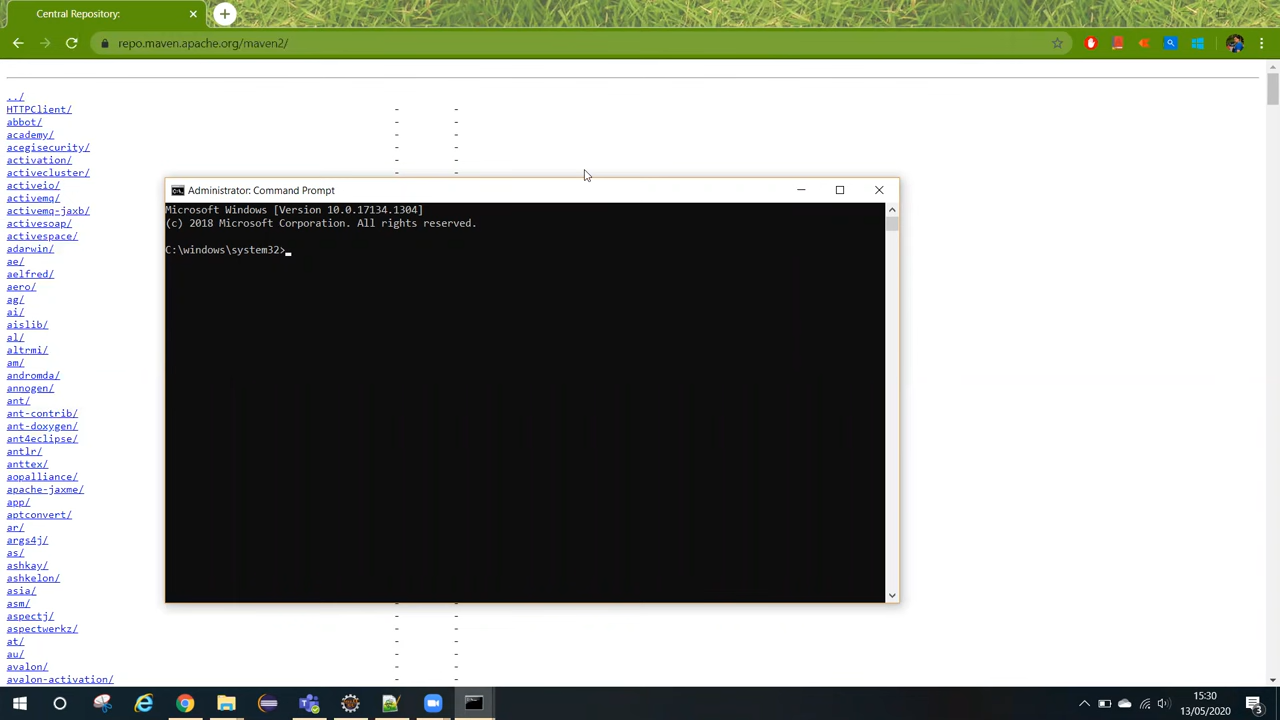 Central Repository:
repo.maven.apache.org/maven2/
../
HTTPClient/ - -
abbot/ - -
academy/ - -
acegisecurity/ - -
activation/ - -
activecluster/ - -
activeio/
activemq/
activemq-jaxb/
activesoap/
activespace/
adarwin/
ae/
aelfred/
aero/
ag/
ai/
aislib/
al/
altrmi/
am/
andromda/
annogen/
ant/
ant-contrib/
ant-doxygen/
ant4eclipse/
antlr/
anttex/
aopalliance/
apache-jaxme/
app/
aptconvert/
ar/
args4j/
as/
ashkay/
ashkelon/
asia/
asm/ - -
aspectj/ - -
aspectwerkz/ - -
at/ - -
au/ - -
avalon/ - -
avalon-activation/ - -
Administrator: Command Prompt
Microsoft Windows [Version 10.0.17134.1304]
(c) 2018 Microsoft Corporation. All rights reserved.
C:\windows\system32>
15:30
13/05/2020
3